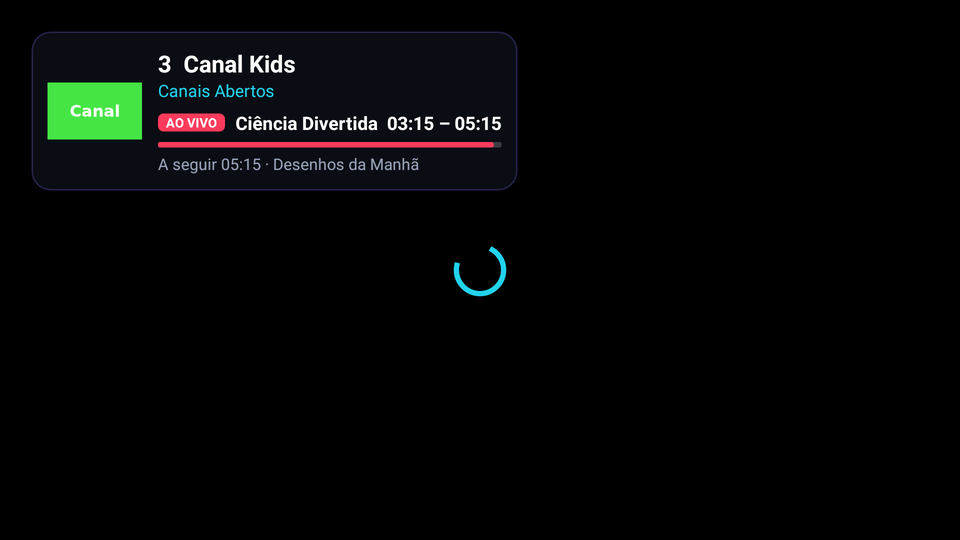 Canal
3 Canal Kids
Canais Abertos
AO VIVO Ciência Divertida 03:15 – 05:15
A seguir 05:15 · Desenhos da Manhã